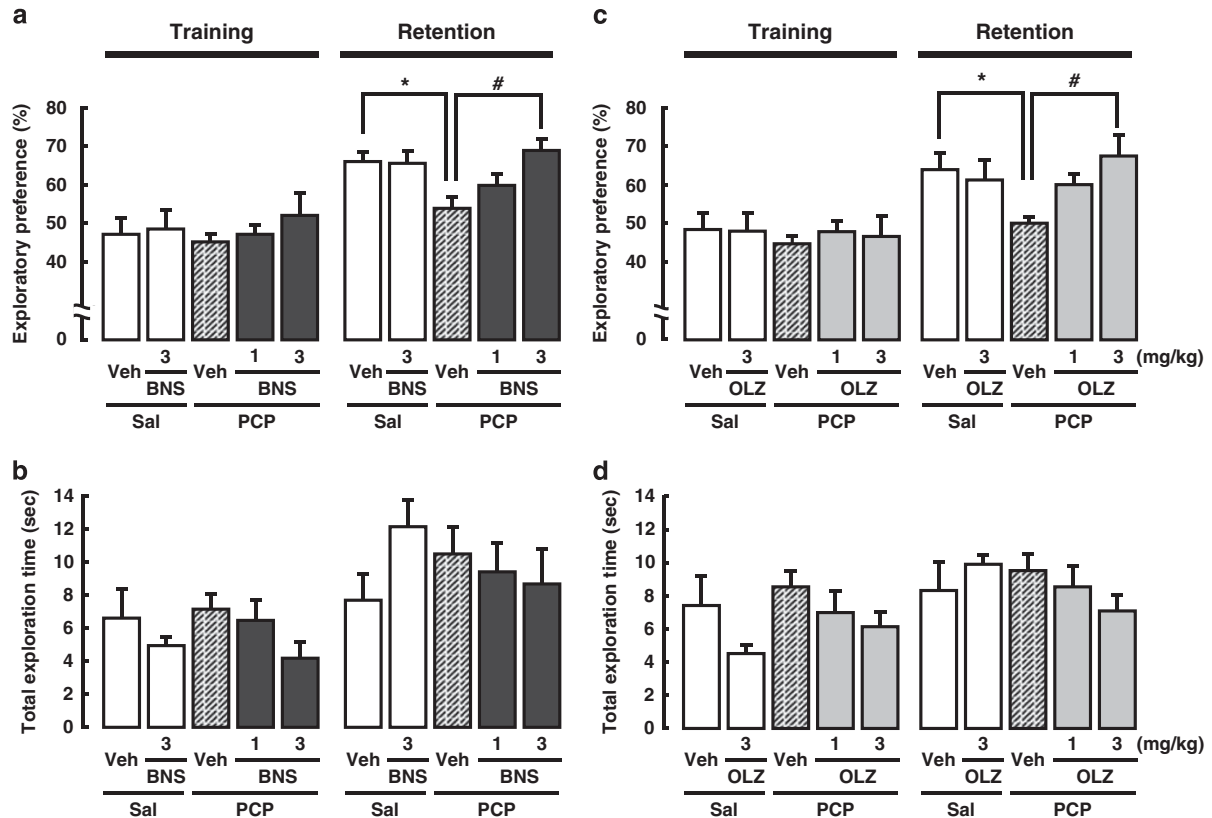 a
Training Retention
*
#
Exploratory preference (%)
80
70
60
50
40
0
Veh 3 Veh 1 3 Veh 3 Veh 1 3
BNS BNS BNS BNS
Sal PCP Sal PCP
c
Training Retention
*
#
Exploratory preference (%)
80
70
60
50
40
0
Veh 3 Veh 1 3 Veh 3 Veh 1 3 (mg/kg)
OLZ OLZ OLZ OLZ
Sal PCP Sal PCP
b
Total exploration time (sec)
14
12
10
8
6
4
2
0
Veh 3 Veh 1 3 Veh 3 Veh 1 3
BNS BNS BNS BNS
Sal PCP Sal PCP
d
Total exploration time (sec)
14
12
10
8
6
4
2
0
Veh 3 Veh 1 3 Veh 3 Veh 1 3 (mg/kg)
OLZ OLZ OLZ OLZ
Sal PCP Sal PCP